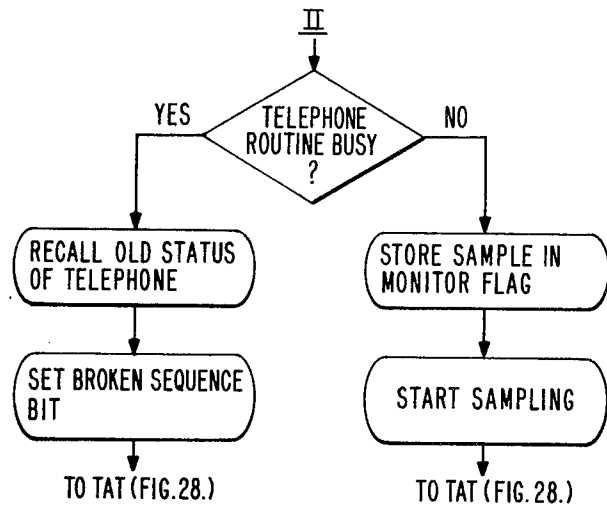 II
TELEPHONE
ROUTINE BUSY
?
YES
NO
RECALL OLD STATUS
OF TELEPHONE
STORE SAMPLE IN
MONITOR FLAG
SET BROKEN SEQUENCE
BIT
START SAMPLING
TO TAT (FIG.28.)
TO TAT (FIG. 28.)